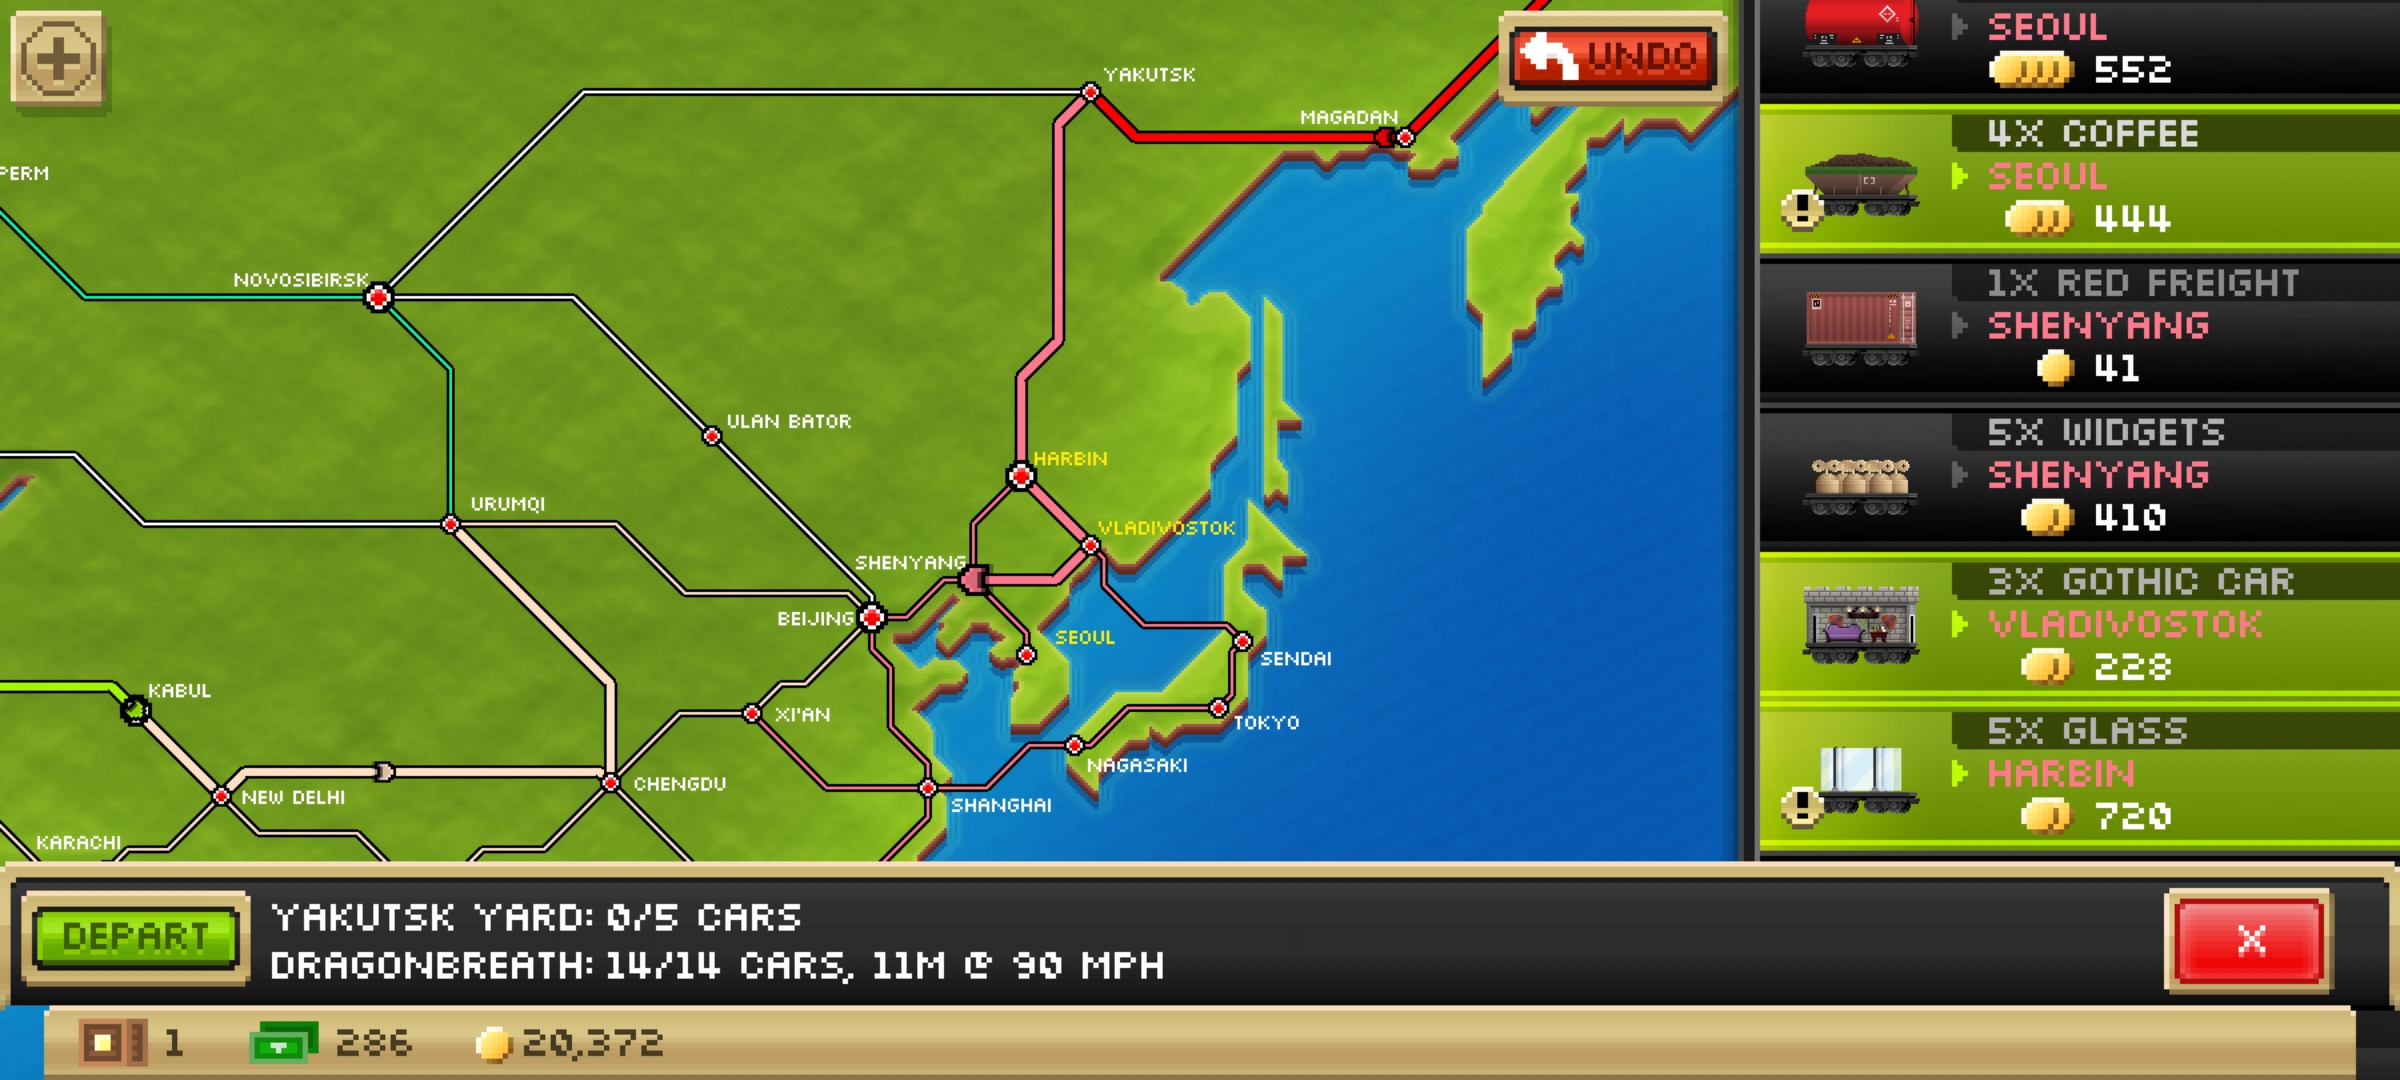 YAKUTSK
MAGADAN
UNDO
PERM
NOVOSIBIRSK
ULAN BATOR
HARBIN
URUMQI
VLADIVOSTOK
SHENYANG
BEIJING
SEOUL
SENDAI
KABUL
XI'AN
TOKYO
NAGASAKI
CHENGDU
NEW DELHI
SHANGHAI
KARACHI
SEOUL
552
4X COFFEE
SEOUL
444
1X RED FREIGHT
SHENYANG
41
5X WIDGETS
SHENYANG
410
3X GOTHIC CAR
VLADIVOSTOK
228
5X GLASS
HARBIN
720
DEPART
YAKUTSK YARD: 0/5 CARS
DRAGONBREATH: 14/14 CARS, 11M @ 90 MPH
X
1
286
20,372